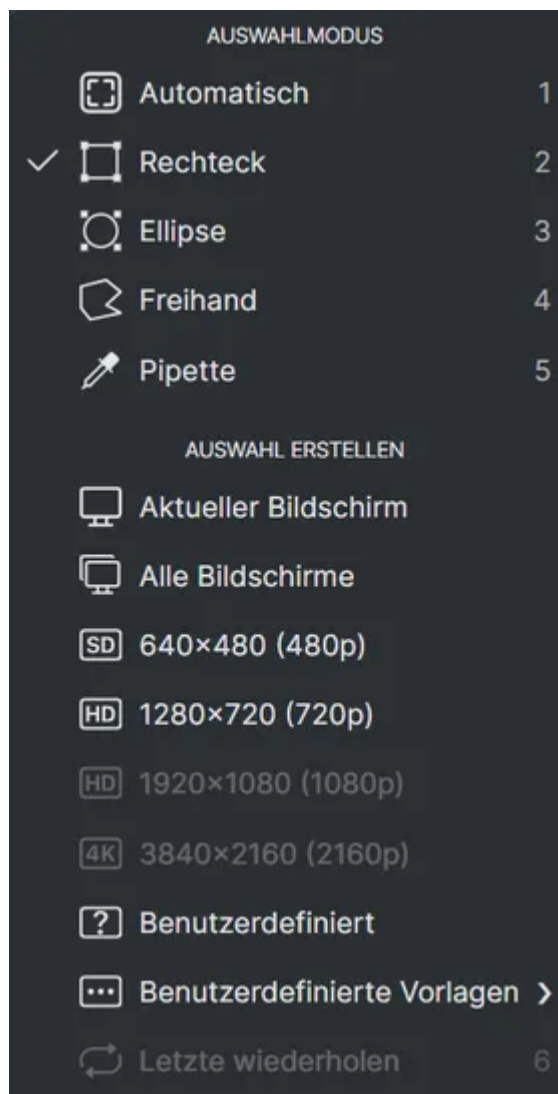 AUSWAHLMODUS
Automatisch 1
Rechteck 2
Ellipse 3
Freihand 4
Pipette 5
AUSWAHL ERSTELLEN
Aktueller Bildschirm
Alle Bildschirme
SD 640×480 (480p)
HD 1280×720 (720p)
HD 1920×1080 (1080p)
4K 3840×2160 (2160p)
? Benutzerdefiniert
Benutzerdefinierte Vorlagen ❯
Letzte wiederholen 6